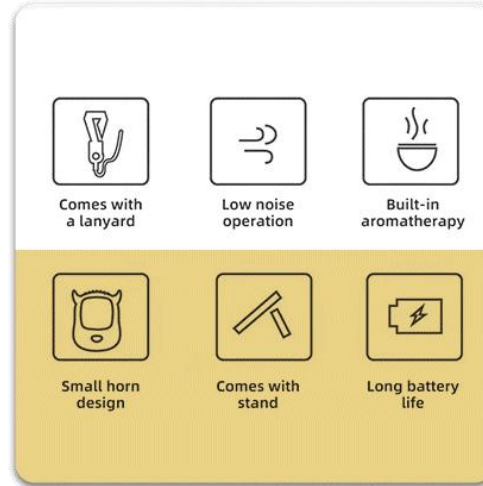 Comes with
a lanyard
Low noise
operation
Built-in
aromatherapy
Small horn
design
Comes with
stand
Long battery
life